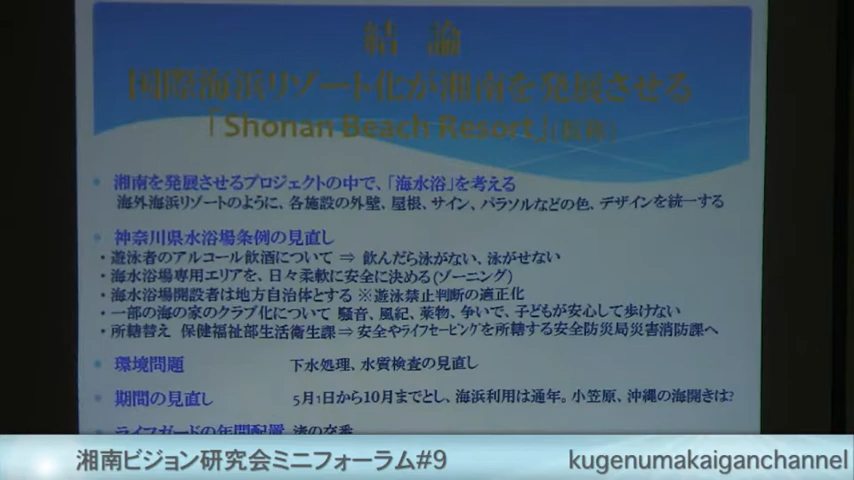 結 論
国際海浜リゾート化が湘南を発展させる
「Shonan Beach Resort」(仮称)
湘南を発展させるプロジェクトの中で、「海水浴」を考える
海外海浜リゾートのように、各施設の外壁、屋根、サイン、パラソルなどの色、デザインを統一する
神奈川県水浴場条例の見直し
・遊泳者のアルコール飲酒について ⇒ 飲んだら泳がない、泳がせない
・海水浴場専用エリアを、日々柔軟に安全に決める(ゾーニング)
・海水浴場開設者は地方自治体とする ※遊泳禁止判断の適正化
・一部の海の家のクラブ化について 騒音、風紀、薬物、争いで、子どもが安心して歩けない
・所轄替え 保健福祉部生活衛生課⇒ 安全やライフセービングを所轄する安全防災局災害消防課へ
環境問題 下水処理、水質検査の見直し
期間の見直し 5月1日から10月までとし、海浜利用は通年。小笠原、沖縄の海開きは?
ライフガードの年間配置 渚の交番
湘南ビジョン研究会ミニフォーラム#9 kugenumakaiganchannel